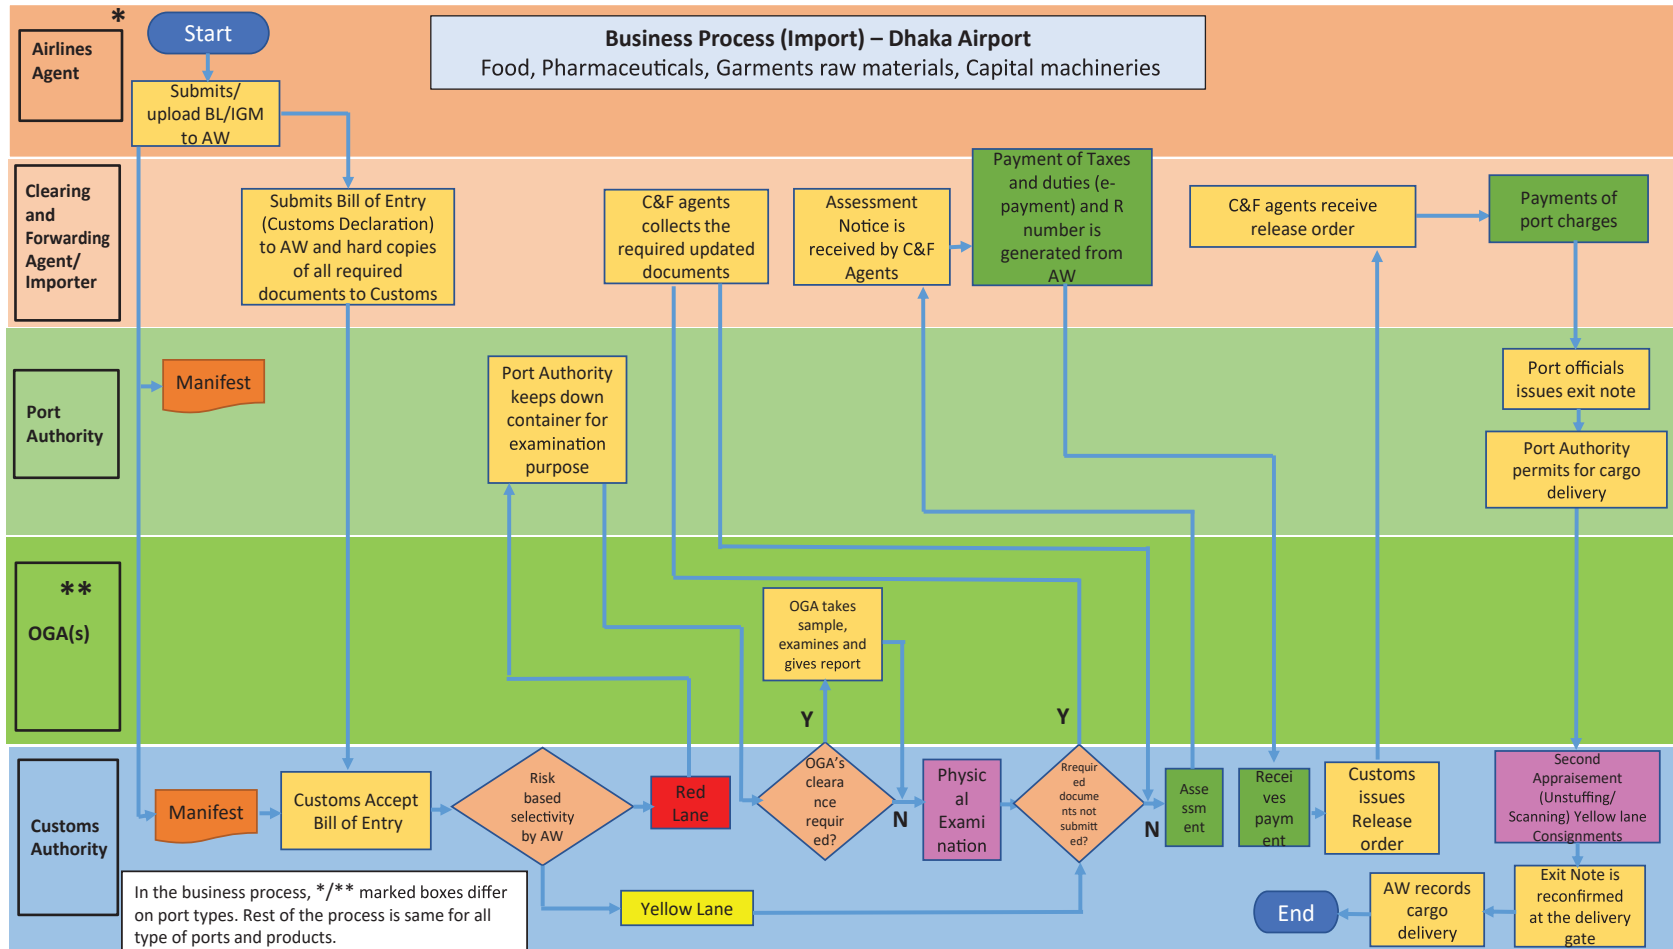 *
Airlines
Agent
Start
Business Process (Import) – Dhaka Airport
Food, Pharmaceuticals, Garments raw materials, Capital machineries
Submits/
upload BL/IGM
to AW
Clearing
and
Forwarding
Agent/
Importer
Submits Bill of Entry
(Customs Declaration)
to AW and hard copies
of all required
documents to Customs
C&F agents
collects the
required updated
documents
Assessment
Notice is
received by C&F
Agents
Payment of Taxes
and duties (e-
payment) and R
number is
generated from
AW
C&F agents receive
release order
Payments of
port charges
Port
Authority
Manifest
Port Authority
keeps down
container for
examination
purpose
Port officials
issues exit note
Port Authority
permits for cargo
delivery
**
OGA(s)
OGA takes
sample,
examines and
gives report
Y
Y
Customs
Authority
Manifest
Customs Accept
Bill of Entry
Risk
based
selectivity
by AW
Red
Lane
OGA's
cleara
nce
requir
ed?
N
Physic
al
Exami
nation
Rrequir
ed
docume
nts not
submitt
ed?
N
Asse
ssm
ent
Recei
ves
paym
ent
Customs
issues
Release
order
Second
Appraisement
(Unstuffing/
Scanning) Yellow lane
Consignments
In the business process, */** marked boxes differ
on port types. Rest of the process is same for all
type of ports and products.
Yellow Lane
End
AW records
cargo
delivery
Exit Note is
reconfirmed
at the delivery
gate